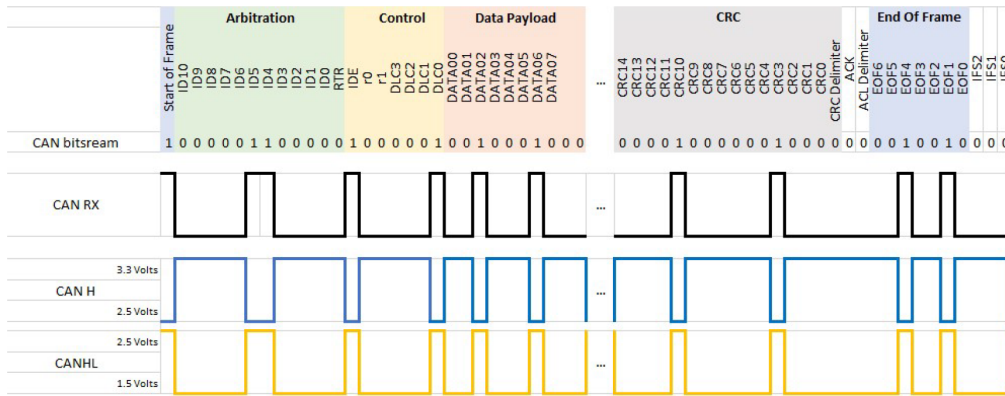 Arbitration Control Data Payload CRC End Of Frame
Start of Frame
ID10
ID9
ID8
ID7
ID6
ID5
ID4
ID3
ID2
ID1
ID0
RTR
IDE
r0
r1
DLC3
DLC2
DLC1
DLC0
DATA00
DATA01
DATA02
DATA03
DATA04
DATA05
DATA06
DATA07
...
CRC14
CRC13
CRC12
CRC11
CRC10
CRC9
CRC8
CRC7
CRC6
CRC5
CRC4
CRC3
CRC2
CRC1
CRC0
CRC Delimiter
ACK
ACL Delimiter
EOF6
EOF5
EOF4
EOF3
EOF2
EOF1
EOF0
IFS2
IFS1
IFS0
CAN bitsream 1 0 0 0 0 0 1 1 0 0 0 0 0 1 0 0 0 0 0 1 0 0 1 0 0 0 1 0 0 0 0 0 0 0 1 0 0 0 0 0 0 1 0 0 0 0 0 0 0 0 1 0 0 1 0 0 0 0
CAN RX ...
3.3 Volts
CAN H ...
2.5 Volts
2.5 Volts
CANHL ...
1.5 Volts